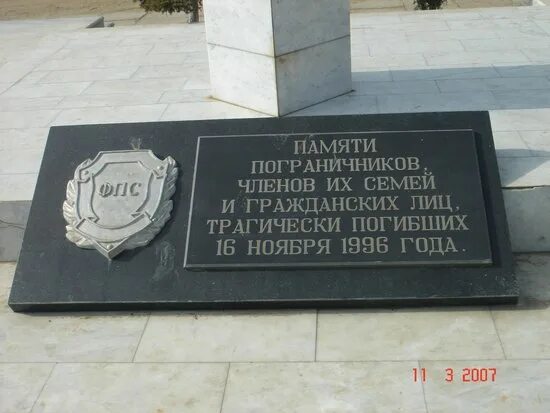 ФПС
ПАМЯТИ
ПОГРАНИЧНИКОВ,
ЧЛЕНОВ ИХ СЕМЕЙ
И ГРАЖДАНСКИХ ЛИЦ,
ТРАГИЧЕСКИ ПОГИБШИХ
16 НОЯБРЯ 1996 ГОДА.
11 3 2007